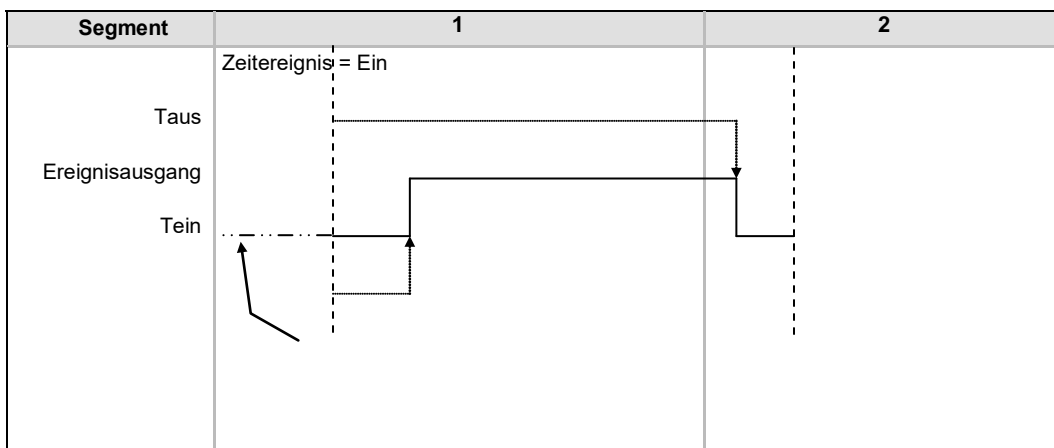 Segment 1 2
Zeitereignis = Ein
Taus
Ereignisausgang
Tein